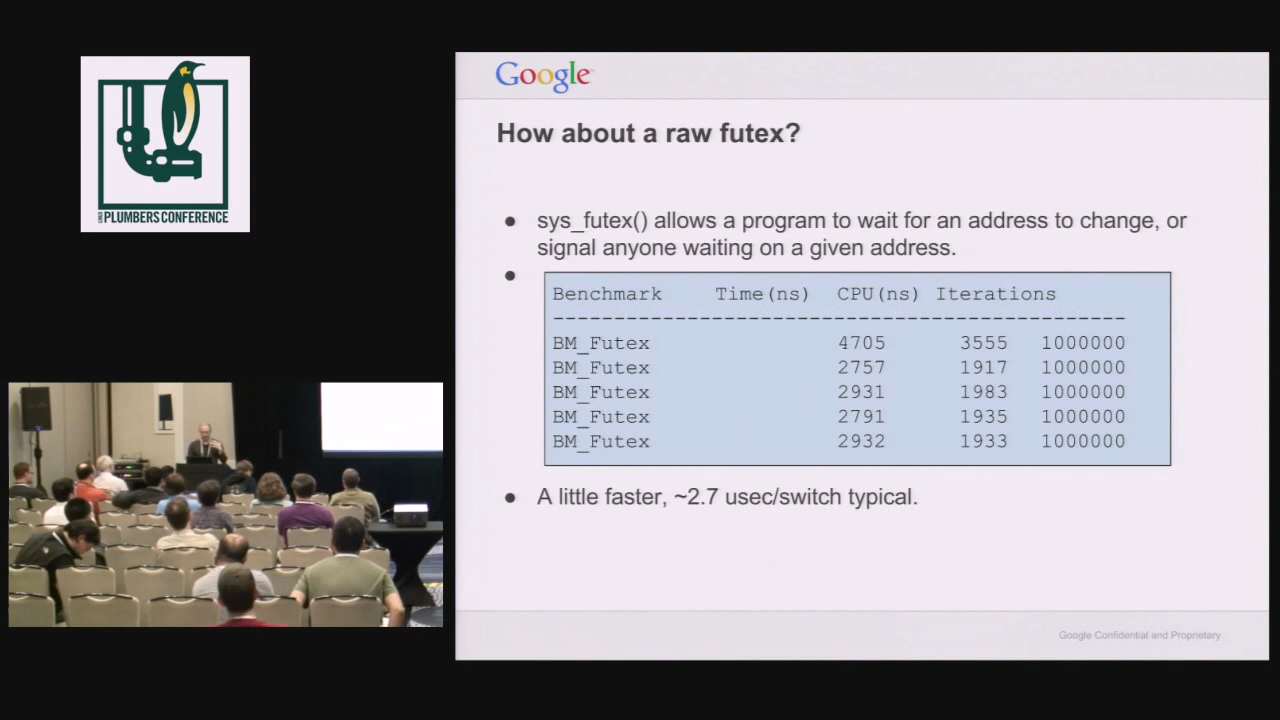 PLUMBERS CONFERENCE
Google
How about a raw futex?
● sys_futex() allows a program to wait for an address to change, or
signal anyone waiting on a given address.
●
Benchmark Time(ns) CPU(ns) Iterations
-----------------------------------------------
BM_Futex 4705 3555 1000000
BM_Futex 2757 1917 1000000
BM_Futex 2931 1983 1000000
BM_Futex 2791 1935 1000000
BM_Futex 2932 1933 1000000
● A little faster, ~2.7 usec/switch typical.
Google Confidential and Proprietary